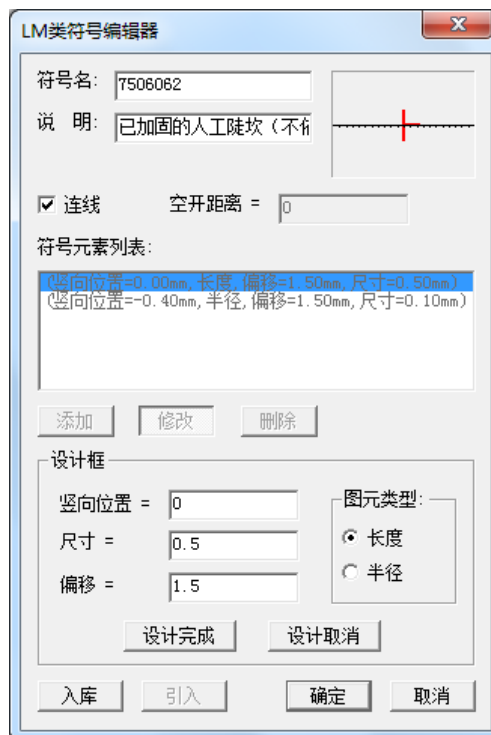 LM类符号编辑器
符号名: 7506062
说 明: 已加固的人工陡坎（不
连线 空开距离 = 0
符号元素列表:
(竖向位置=0.00mm,长度,偏移=1.50mm,尺寸=0.50mm)
(竖向位置=-0.40mm,半径,偏移=1.50mm,尺寸=0.10mm)
添加 修改 删除
设计框
竖向位置 = 0
尺寸 = 0.5
偏移 = 1.5
图元类型:
长度
半径
设计完成 设计取消
入库 引入 确定 取消